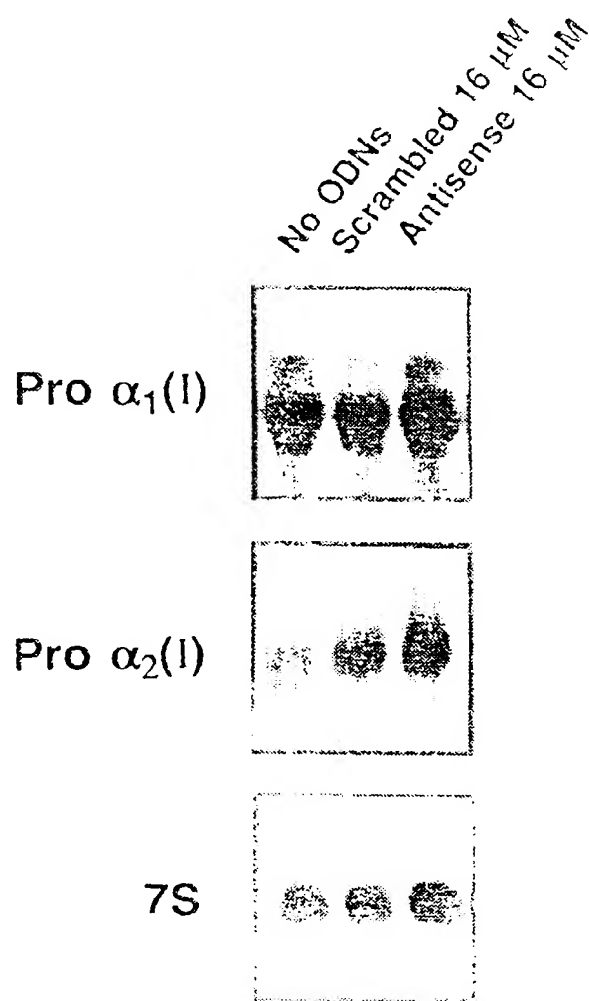 No ODNs
Scrambled 16 μM
Antisense 16 μM
Pro α₁(I)
Pro α₂(I)
7S